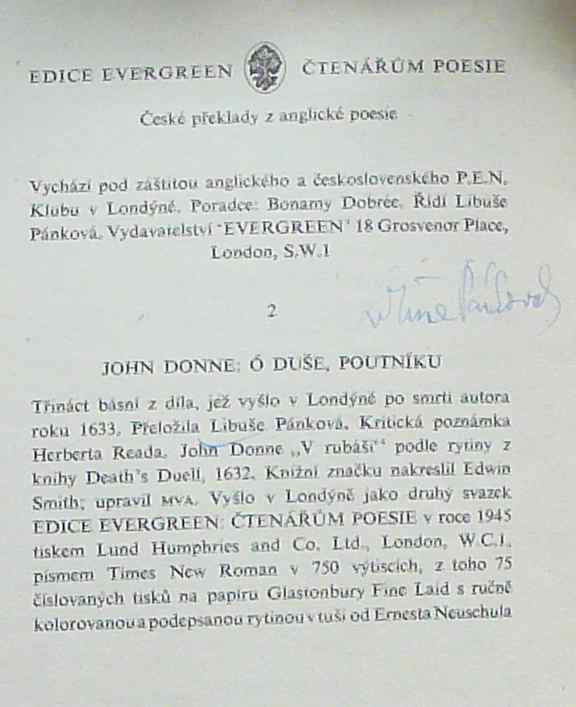 EDICE EVERGREEN ČTENÁŘŮM POESIE
České překlady z anglické poesie
Vychází pod záštitou anglického a československého P.E.N.
Klubu v Londýně. Poradce: Bonamy Dobrée. Řídí Libuše
Pánková. Vydavatelství 'EVERGREEN' 18 Grosvenor Place,
London, S.W.1
2
JOHN DONNE: Ó DUŠE, POUTNÍKU
Třináct básní z díla, jež vyšlo v Londýně po smrti autora
roku 1633. Přeložila Libuše Pánková. Kritická poznámka
Herberta Reada. John Donne „V rubáši“ podle rytiny z
knihy Death's Duell, 1632. Knižní značku nakreslil Edwin
Smith; upravil MVA. Vyšlo v Londýně jako druhý svazek
EDICE EVERGREEN: ČTENÁŘŮM POESIE v roce 1945
tiskem Lund Humphries and Co. Ltd., London, W.C.1,
písmem Times New Roman v 750 výtiscích, z toho 75
číslovaných tisků na papíru Glastonbury Fine Laid s ručně
kolorovanou a podepsanou rytinou v tuši od Ernesta Neuschula